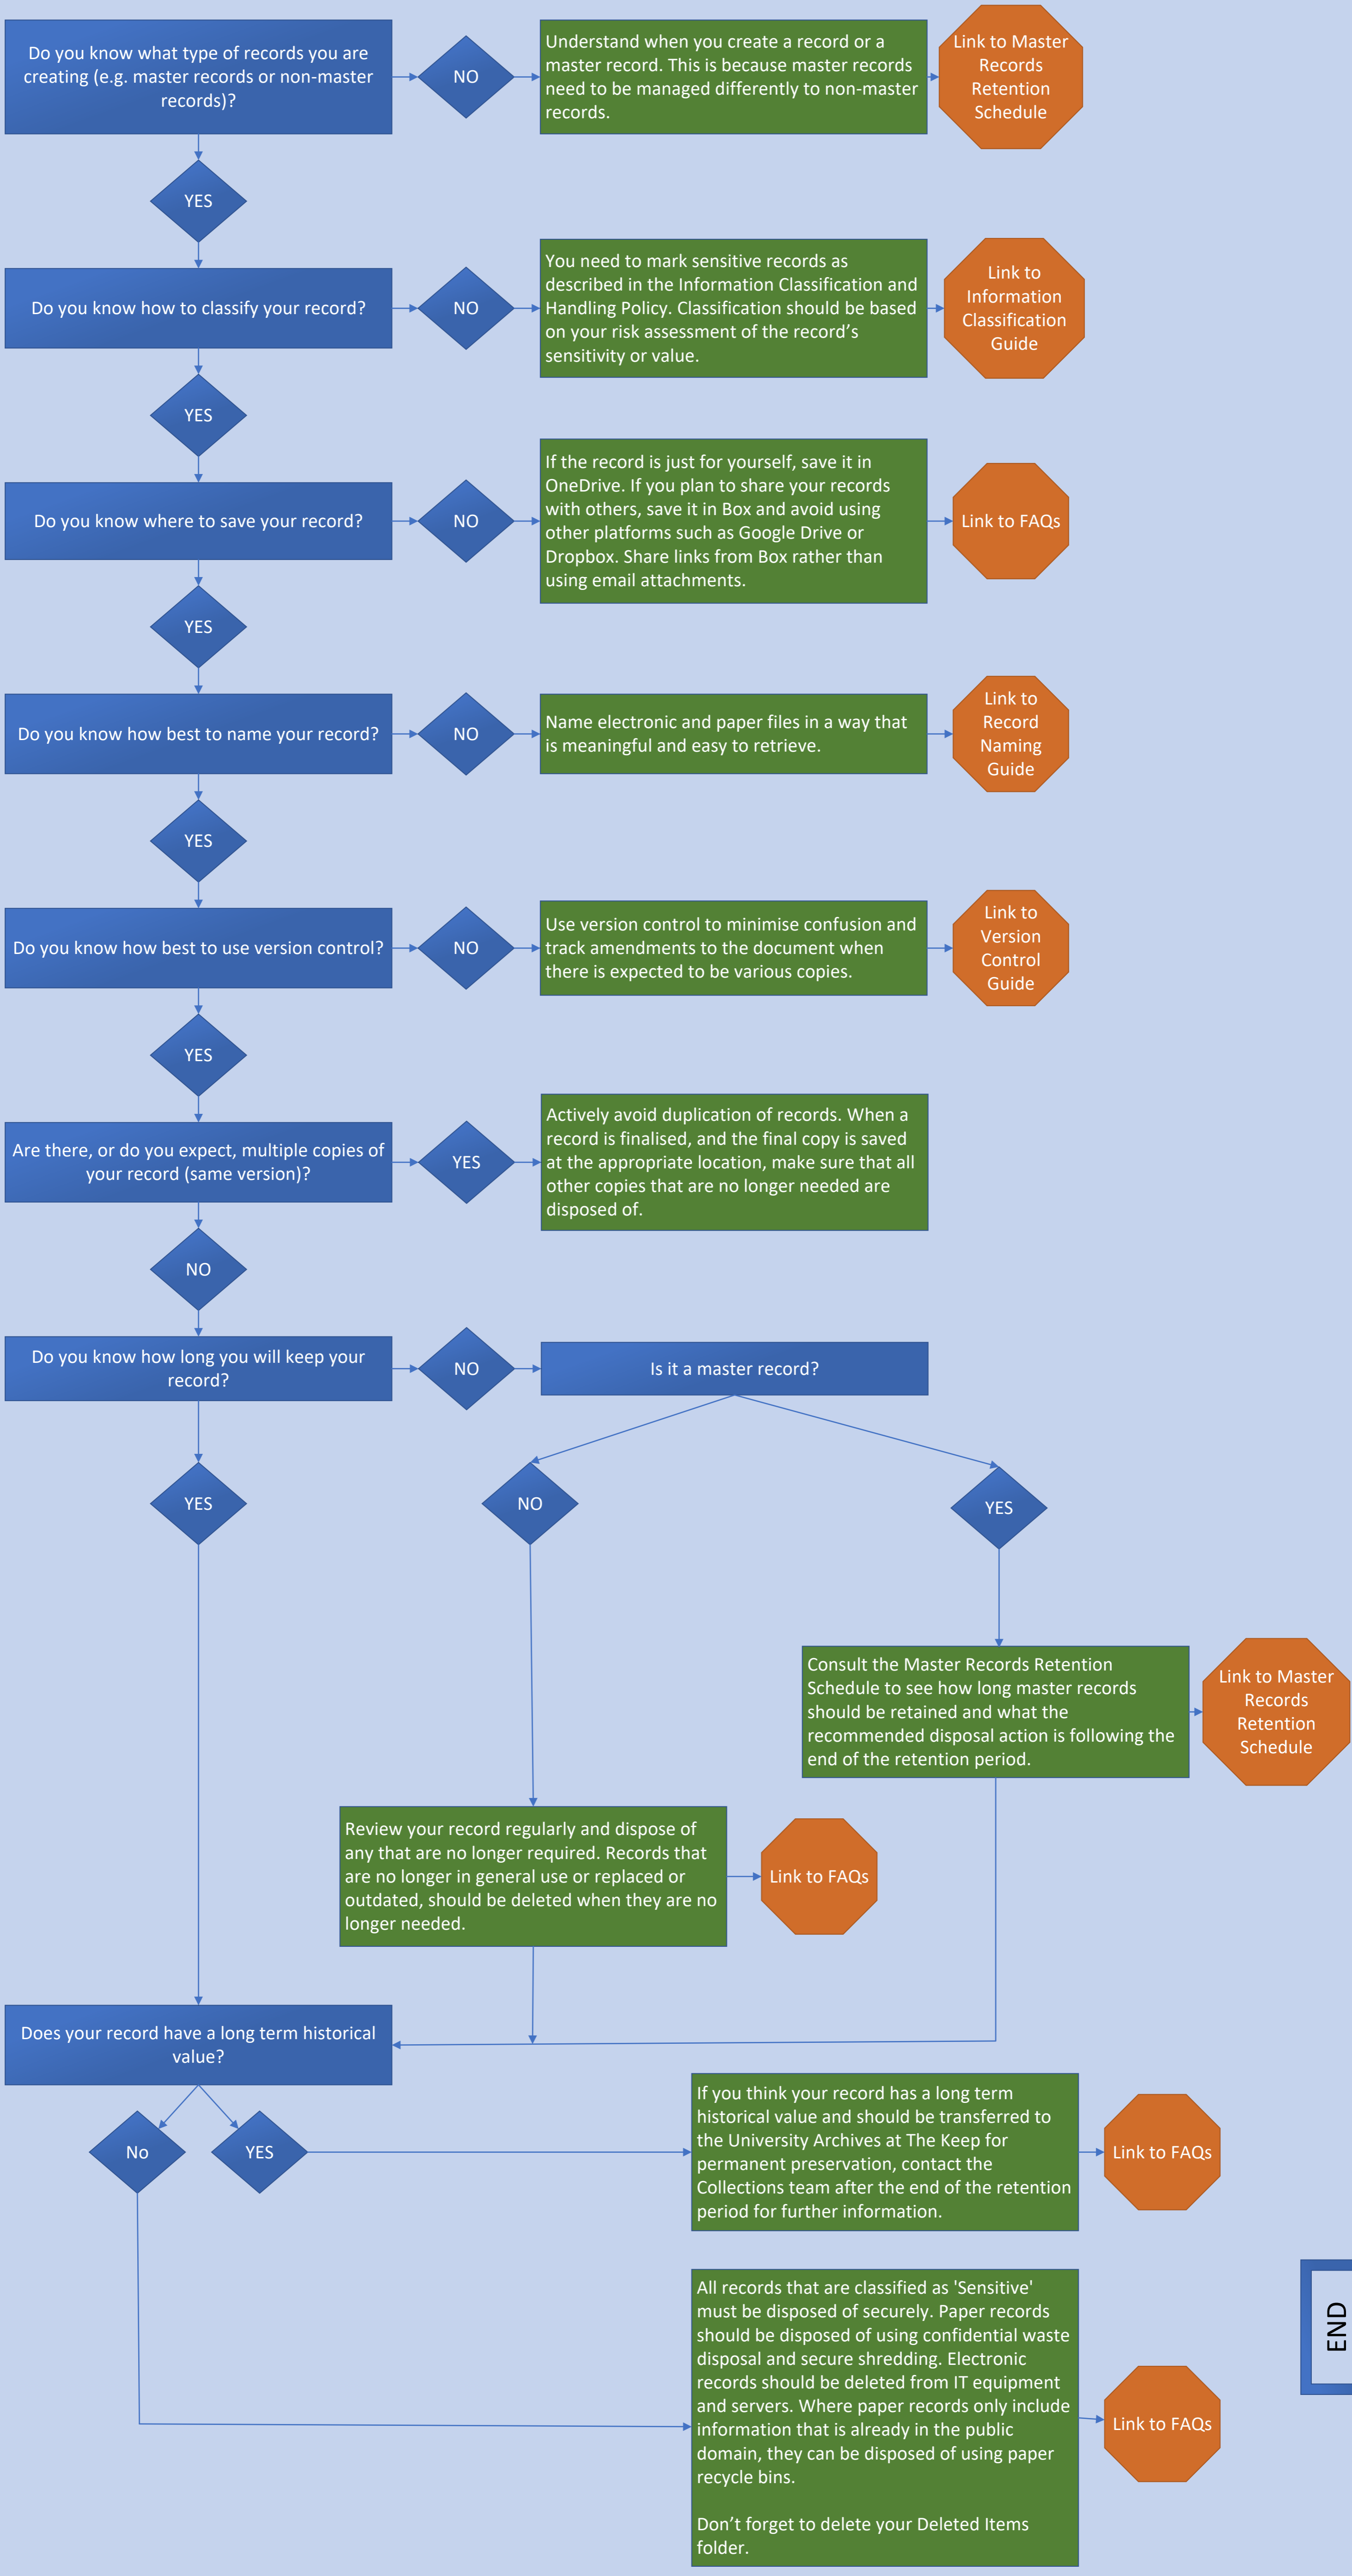 Do you know what type of records you are
creating (e.g. master records or non-master
records)?
NO
Understand when you create a record or a
master record. This is because master records
need to be managed differently to non-master
records.
Link to Master
Records
Retention
Schedule
YES
Do you know how to classify your record?
NO
You need to mark sensitive records as
described in the Information Classification and
Handling Policy. Classification should be based
on your risk assessment of the record’s
sensitivity or value.
Link to
Information
Classification
Guide
YES
Do you know where to save your record?
NO
If the record is just for yourself, save it in
OneDrive. If you plan to share your records
with others, save it in Box and avoid using
other platforms such as Google Drive or
Dropbox. Share links from Box rather than
using email attachments.
Link to FAQs
YES
Do you know how best to name your record?
NO
Name electronic and paper files in a way that
is meaningful and easy to retrieve.
Link to
Record
Naming
Guide
YES
Do you know how best to use version control?
NO
Use version control to minimise confusion and
track amendments to the document when
there is expected to be various copies.
Link to
Version
Control
Guide
YES
Are there, or do you expect, multiple copies of
your record (same version)?
YES
Actively avoid duplication of records. When a
record is finalised, and the final copy is saved
at the appropriate location, make sure that all
other copies that are no longer needed are
disposed of.
NO
Do you know how long you will keep your
record?
NO
Is it a master record?
YES
NO
YES
Consult the Master Records Retention
Schedule to see how long master records
should be retained and what the
recommended disposal action is following the
end of the retention period.
Link to Master
Records
Retention
Schedule
Review your record regularly and dispose of
any that are no longer required. Records that
are no longer in general use or replaced or
outdated, should be deleted when they are no
longer needed.
Link to FAQs
Does your record have a long term historical
value?
No
YES
If you think your record has a long term
historical value and should be transferred to
the University Archives at The Keep for
permanent preservation, contact the
Collections team after the end of the retention
period for further information.
Link to FAQs
All records that are classified as 'Sensitive'
must be disposed of securely. Paper records
should be disposed of using confidential waste
disposal and secure shredding. Electronic
records should be deleted from IT equipment
and servers. Where paper records only include
information that is already in the public
domain, they can be disposed of using paper
recycle bins.
Don’t forget to delete your Deleted Items
folder.
Link to FAQs
END